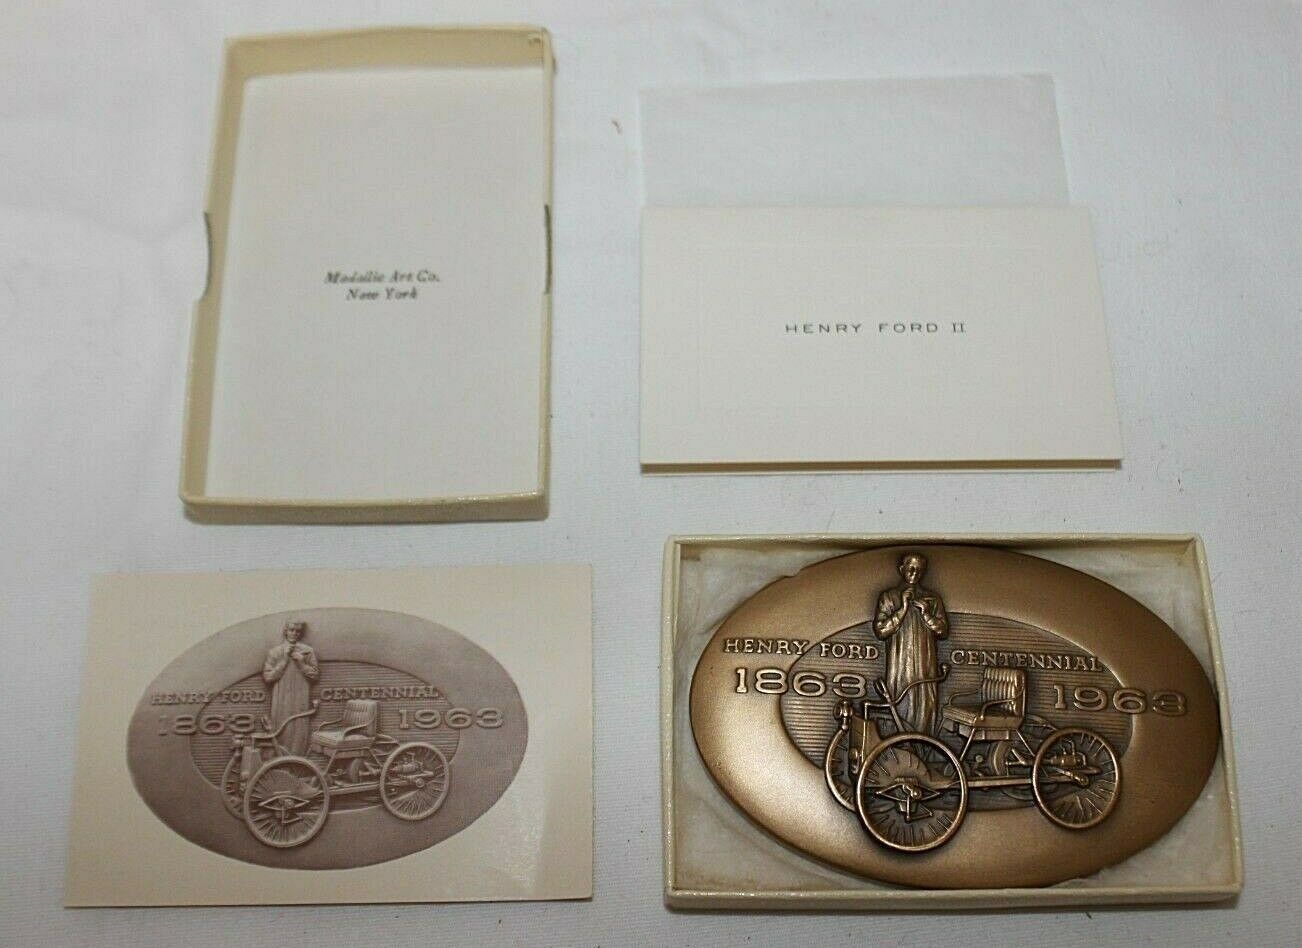 Medallic Art Co.
New York
HENRY FORD II
HENRY FORD CENTENNIAL
1863 1963
HENRY FORD CENTENNIAL
1863 1963